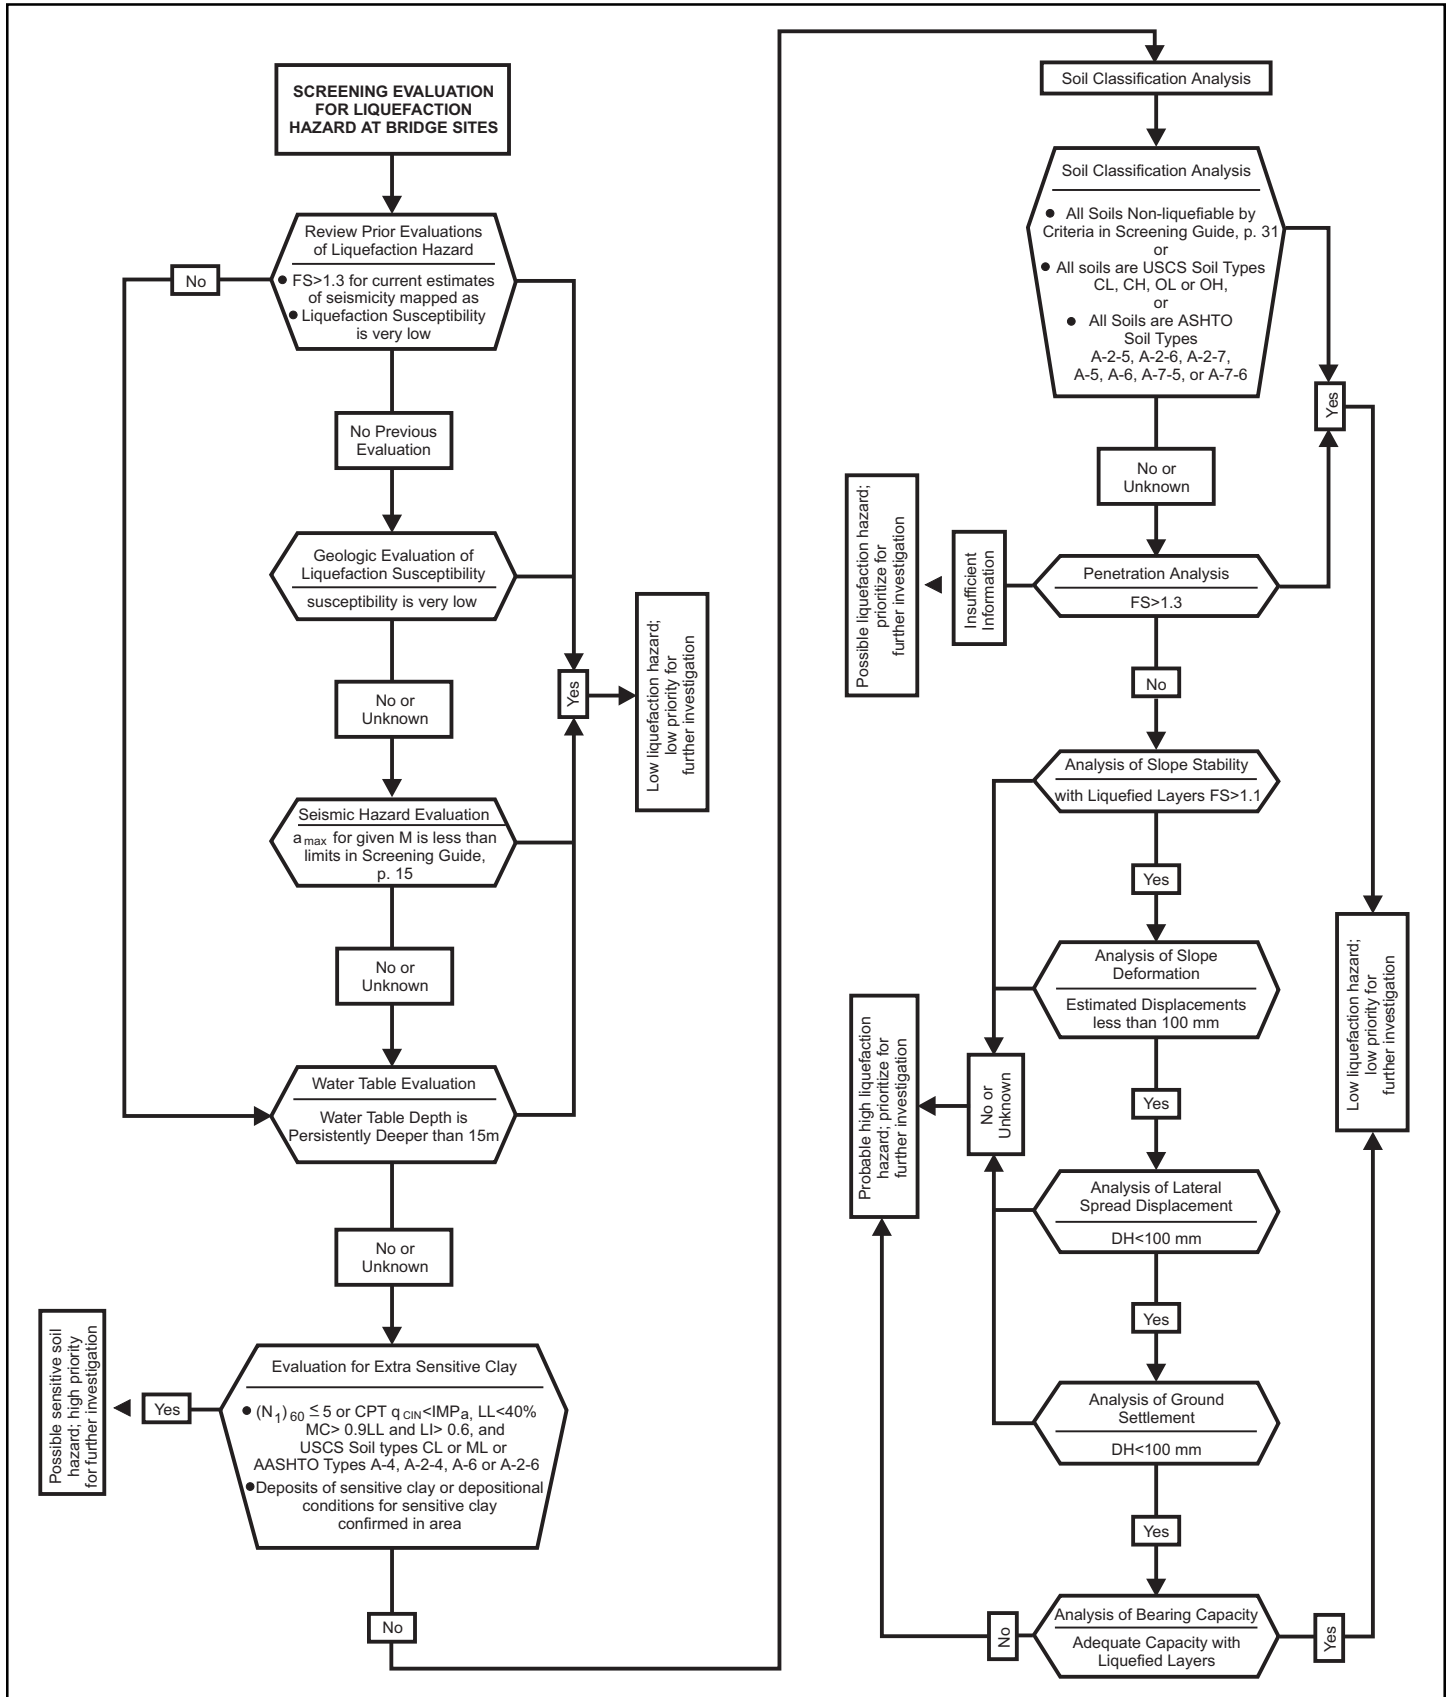 SCREENING EVALUATION
FOR LIQUEFACTION
HAZARD AT BRIDGE SITES
Review Prior Evaluations
of Liquefaction Hazard
No
● FS>1.3 for current estimates
of seismicity mapped as
● Liquefaction Susceptibility
is very low
No Previous
Evaluation
Geologic Evaluation of
Liquefaction Susceptibility
susceptibility is very low
No or
Unknown
Yes
Low liquefaction hazard;
low priority for
further investigation
Seismic Hazard Evaluation
a max for given M is less than
limits in Screening Guide,
p. 15
No or
Unknown
Water Table Evaluation
Water Table Depth is
Persistently Deeper than 15m
No or
Unknown
Evaluation for Extra Sensitive Clay
● (N1)60 ≤ 5 or CPT q CIN<IMPa, LL<40%
MC> 0.9LL and LI> 0.6, and
USCS Soil types CL or ML or
AASHTO Types A-4, A-2-4, A-6 or A-2-6
● Deposits of sensitive clay or depositional
conditions for sensitive clay
confirmed in area
Yes
Possible sensitive soil
hazard; high priority
for further investigation
No
Soil Classification Analysis
Soil Classification Analysis
● All Soils Non-liquefiable by
Criteria in Screening Guide, p. 31
or
● All soils are USCS Soil Types
CL, CH, OL or OH,
or
● All Soils are ASHTO
Soil Types
A-2-5, A-2-6, A-2-7,
A-5, A-6, A-7-5, or A-7-6
Yes
No or
Unknown
Penetration Analysis
FS>1.3
Insufficient
Information
Possible liquefaction hazard;
prioritize for
further investigation
No
Analysis of Slope Stability
with Liquefied Layers FS>1.1
Yes
Analysis of Slope
Deformation
Estimated Displacements
less than 100 mm
No or
Unknown
Probable high liquefaction
hazard; prioritize for
further investigation
Low liquefaction hazard;
low priority for
further investigation
Yes
Analysis of Lateral
Spread Displacement
DH<100 mm
Yes
Analysis of Ground
Settlement
DH<100 mm
Yes
Analysis of Bearing Capacity
Adequate Capacity with
Liquefied Layers
No
Yes